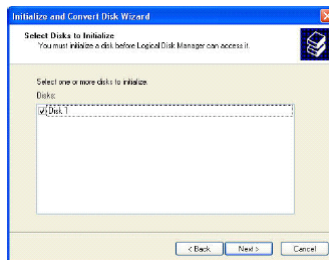 Initialize and Convert Disk Wizard
Select Disks to Initialize
You must initialize a disk before Logical Disk Manager can access it.
Select one or more disks to initialize.
Disks:
Disk 1
< Back
Next >
Cancel